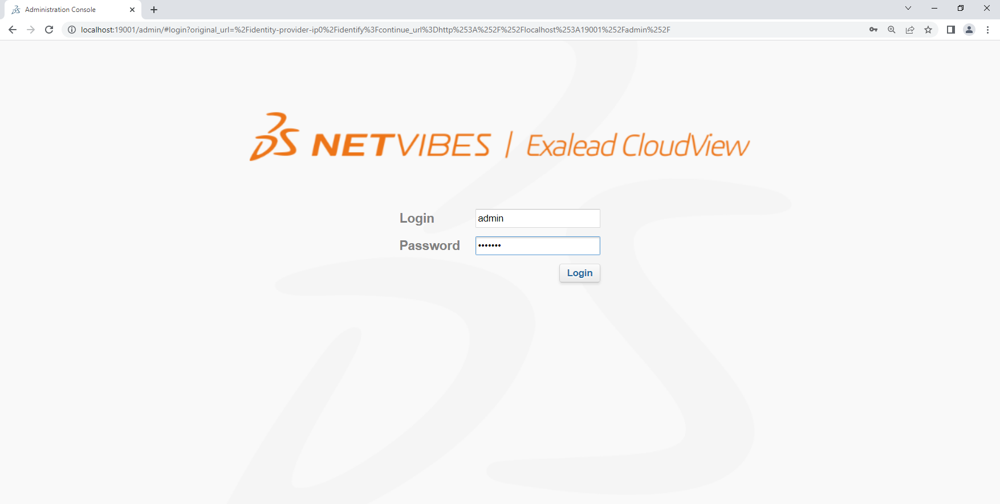 Administration Console
localhost:19001/admin/#login?original_url=%2Fidentity-provider-ip0%2Fidentify%3Fcontinue_url%3Dhttp%253A%252F%252Flocalhost%253A19001%252Fadmin%252F
NETVIBES | Exalead CloudView
Login admin
Password •••••••
Login